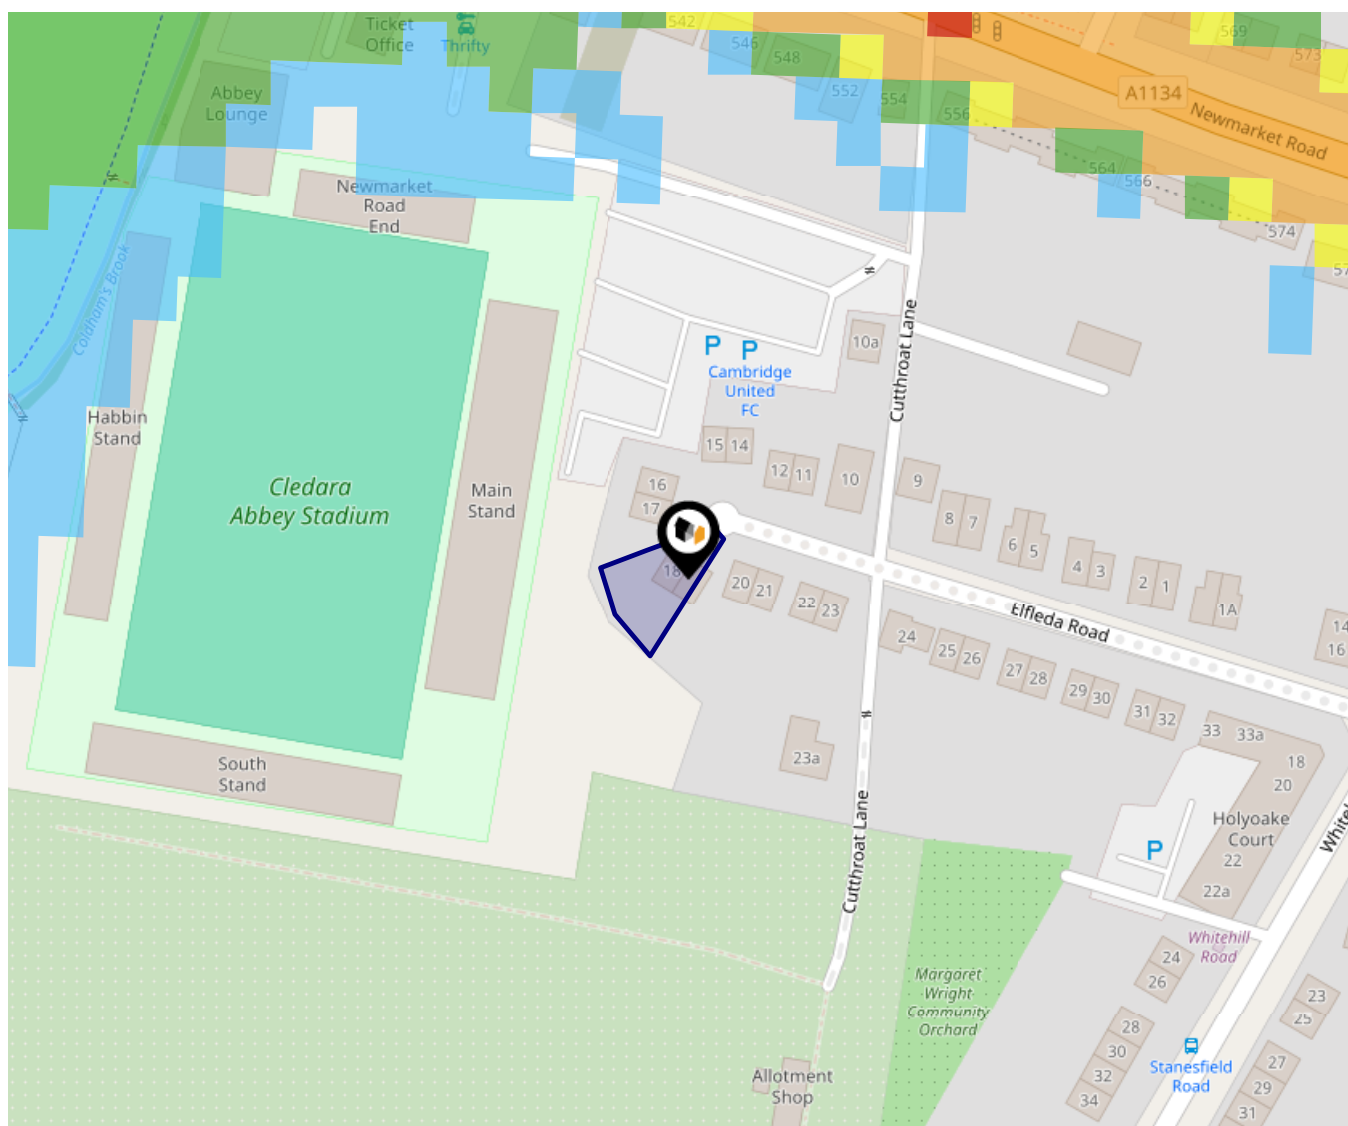 Ticket
Office
Thrifty
542
546
548
552
554
556
569
573
A1134
Newmarket Road
564
566
574
Abbey
Lounge
Newmarket
Road
End
Coldham's Brook
Habbin
Stand
Cledara
Abbey Stadium
Main
Stand
South
Stand
P
P
Cambridge
United
FC
10a
Cutthroat Lane
15
14
12
11
10
9
8
7
6
5
4
3
2
1
1A
14
16
16
17
18
20
21
22
23
Elfleda Road
24
25
26
27
28
29
30
31
32
33
33a
18
20
Holyoake
Court
22
22a
23a
Cutthroat Lane
P
Whitehill
Road
Margaret
Wright
Community
Orchard
24
26
28
30
32
34
Stanesfield
Road
23
25
27
29
31
Allotment
Shop